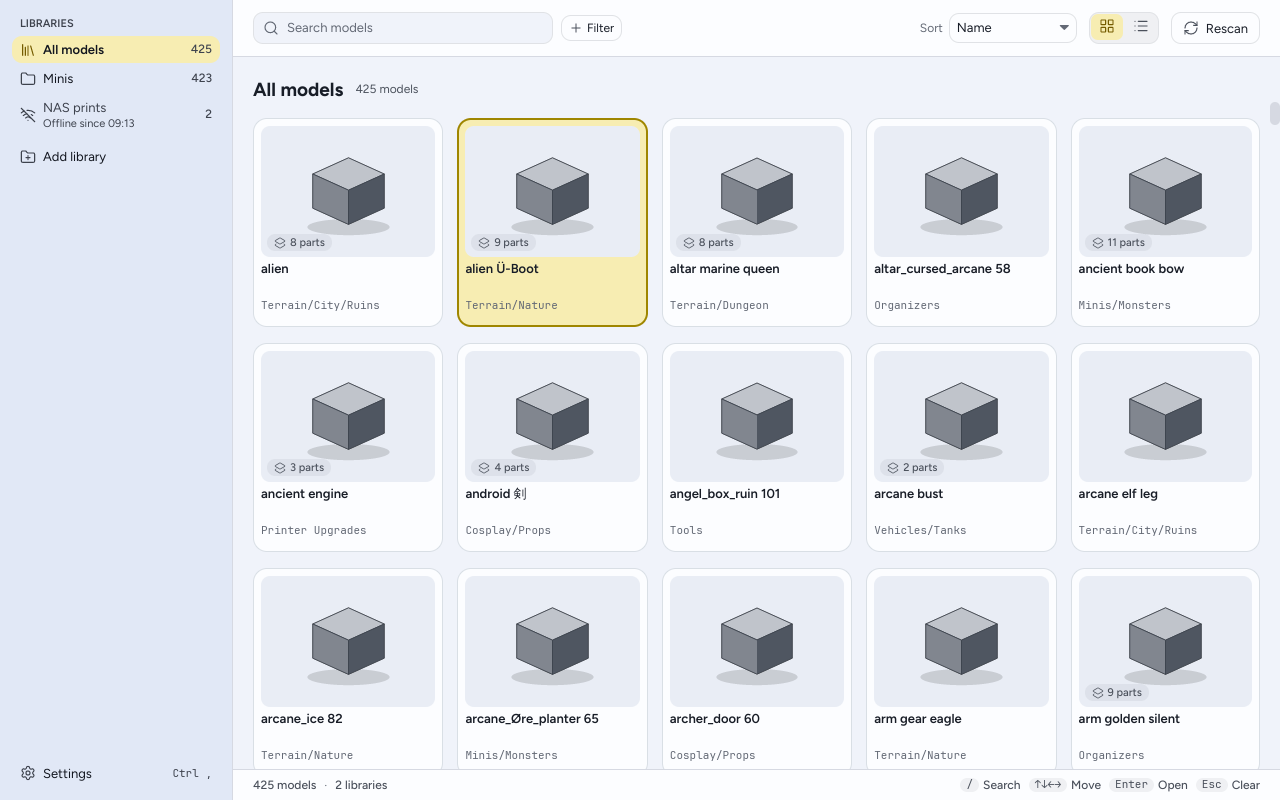 LIBRARIES
All models 425
Minis 423
NAS prints 2
Offline since 09:13
Add library
Settings Ctrl ,
Search models
Filter
Sort Name
Rescan
All models 425 models
8 parts
alien
Terrain/City/Ruins
9 parts
alien Ü-Boot
Terrain/Nature
8 parts
altar marine queen
Terrain/Dungeon
altar_cursed_arcane 58
Organizers
11 parts
ancient book bow
Minis/Monsters
3 parts
ancient engine
Printer Upgrades
4 parts
android 剣
Cosplay/Props
angel_box_ruin 101
Tools
2 parts
arcane bust
Vehicles/Tanks
arcane elf leg
Terrain/City/Ruins
arcane_ice 82
Terrain/Nature
arcane_Øre_planter 65
Minis/Monsters
archer_door 60
Cosplay/Props
arm gear eagle
Terrain/Nature
9 parts
arm golden silent
Organizers
425 models · 2 libraries
/ Search ↑↓←→ Move Enter Open Esc Clear